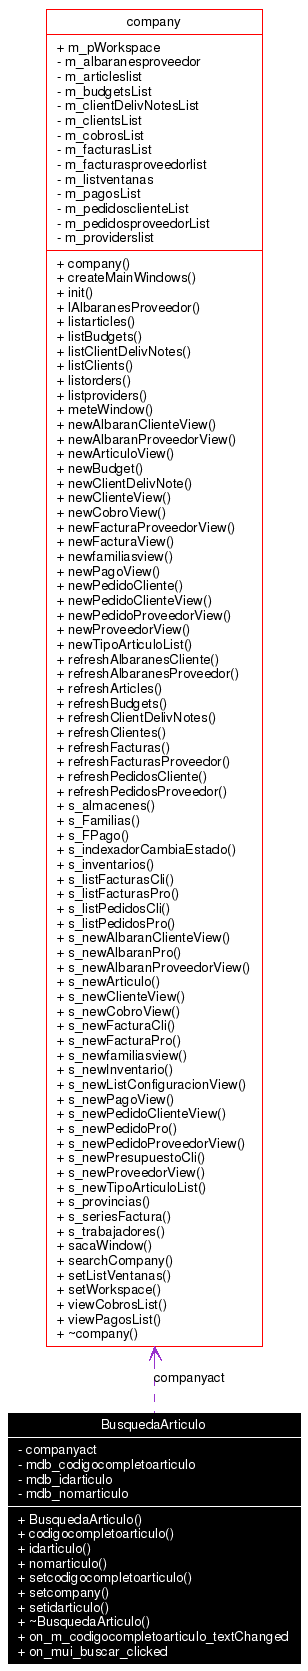 company
+ m_pWorkspace
- m_albaranesproveedor
- m_articleslist
- m_budgetsList
- m_clientDelivNotesList
- m_clientsList
- m_cobrosList
- m_facturasList
- m_facturasproveedorlist
- m_listventanas
- m_pagosList
- m_pedidosclienteList
- m_pedidosproveedorList
- m_providerslist
+ company()
+ createMainWindows()
+ init()
+ lAlbaranesProveedor()
+ listarticles()
+ listBudgets()
+ listClientDelivNotes()
+ listClients()
+ listorders()
+ listproviders()
+ meteWindow()
+ newAlbaranClienteView()
+ newAlbaranProveedorView()
+ newArticuloView()
+ newBudget()
+ newClientDelivNote()
+ newClienteView()
+ newCobroView()
+ newFacturaProveedorView()
+ newFacturaView()
+ newfamiliasview()
+ newPagoView()
+ newPedidoCliente()
+ newPedidoClienteView()
+ newPedidoProveedorView()
+ newProveedorView()
+ newTipoArticuloList()
+ refreshAlbaranesCliente()
+ refreshAlbaranesProveedor()
+ refreshArticles()
+ refreshBudgets()
+ refreshClientDelivNotes()
+ refreshClientes()
+ refreshFacturas()
+ refreshFacturasProveedor()
+ refreshPedidosCliente()
+ refreshPedidosProveedor()
+ s_almacenes()
+ s_Familias()
+ s_FPago()
+ s_indexadorCambiaEstado()
+ s_inventarios()
+ s_listFacturasCli()
+ s_listFacturasPro()
+ s_listPedidosCli()
+ s_listPedidosPro()
+ s_newAlbaranClienteView()
+ s_newAlbaranPro()
+ s_newAlbaranProveedorView()
+ s_newArticulo()
+ s_newClienteView()
+ s_newCobroView()
+ s_newFacturaCli()
+ s_newFacturaPro()
+ s_newfamiliasview()
+ s_newInventario()
+ s_newListConfiguracionView()
+ s_newPagoView()
+ s_newPedidoClienteView()
+ s_newPedidoPro()
+ s_newPedidoProveedorView()
+ s_newPresupuestoCli()
+ s_newProveedorView()
+ s_newTipoArticuloList()
+ s_provincias()
+ s_seriesFactura()
+ s_trabajadores()
+ sacaWindow()
+ searchCompany()
+ setListVentanas()
+ setWorkspace()
+ viewCobrosList()
+ viewPagosList()
+ ~company()
companyact
BusquedaArticulo
- companyact
- mdb_codigocompletoarticulo
- mdb_idarticulo
- mdb_nomarticulo
+ BusquedaArticulo()
+ codigocompletoarticulo()
+ idarticulo()
+ nomarticulo()
+ setcodigocompletoarticulo()
+ setcompany()
+ setidarticulo()
+ ~BusquedaArticulo()
+ on_m_codigocompletoarticulo_textChanged
+ on_mui_buscar_clicked